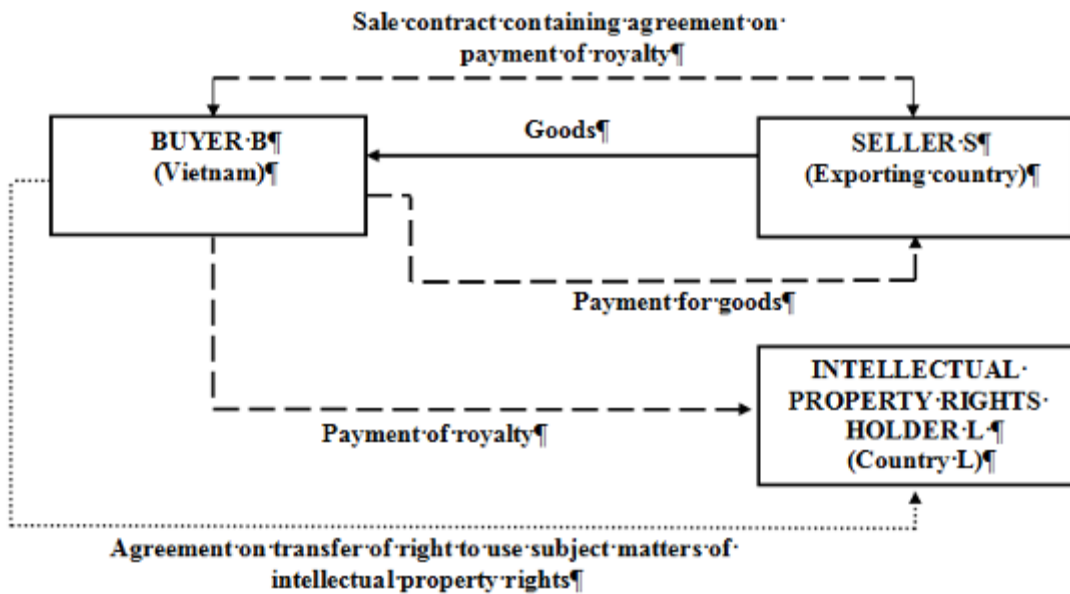 Sale·contract·containing·agreement·on·
payment·of·royalty¶
BUYER·B¶
(Vietnam)¶
Goods¶
SELLER·S¶
(Exporting·country)¶
Payment·for·goods¶
INTELLECTUAL·
PROPERTY·RIGHTS·
HOLDER·L·¶
(Country·L)¶
Payment·of·royalty¶
Agreement·on·transfer·of·right·to·use·subject·matters·of·
intellectual·property·rights¶